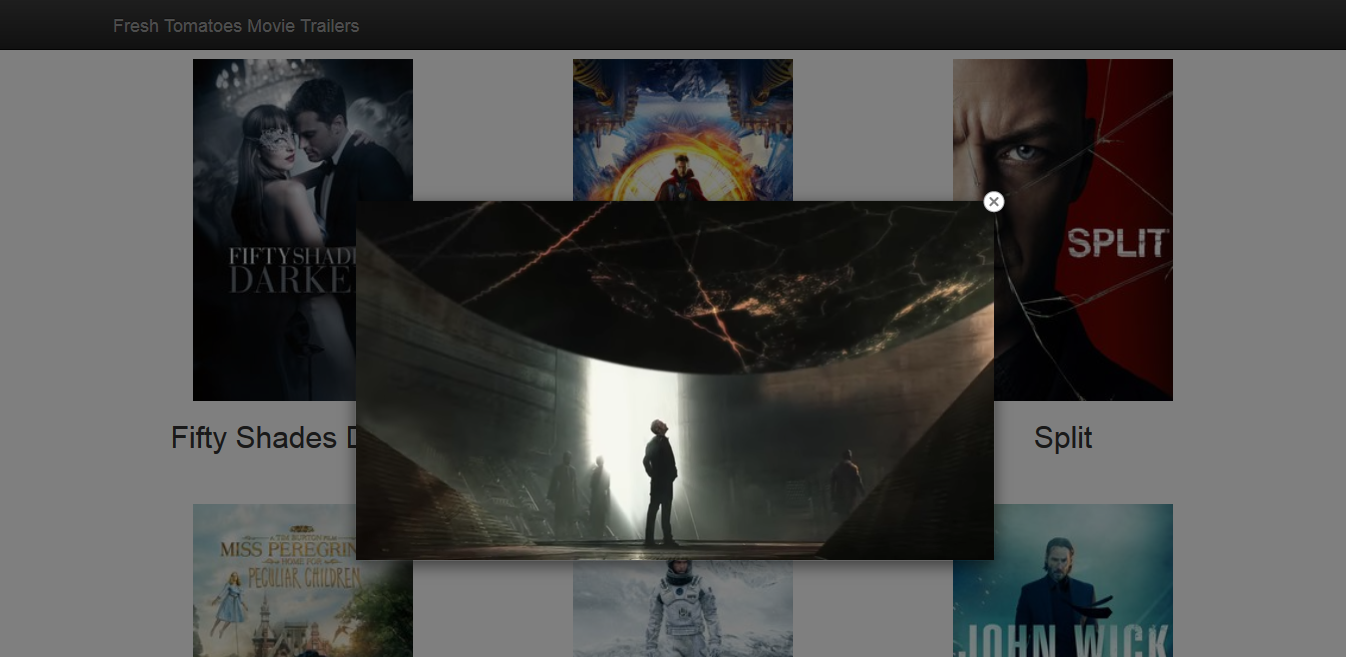 Fresh Tomatoes Movie Trailers
FIFTY SHAD
DARKE
SPLIT
Fifty Shades D
Split
A TIM BURTON FILM
MISS PEREGRIN
HOME FOR
PECULIAR CHILDREN
JOHN WICK